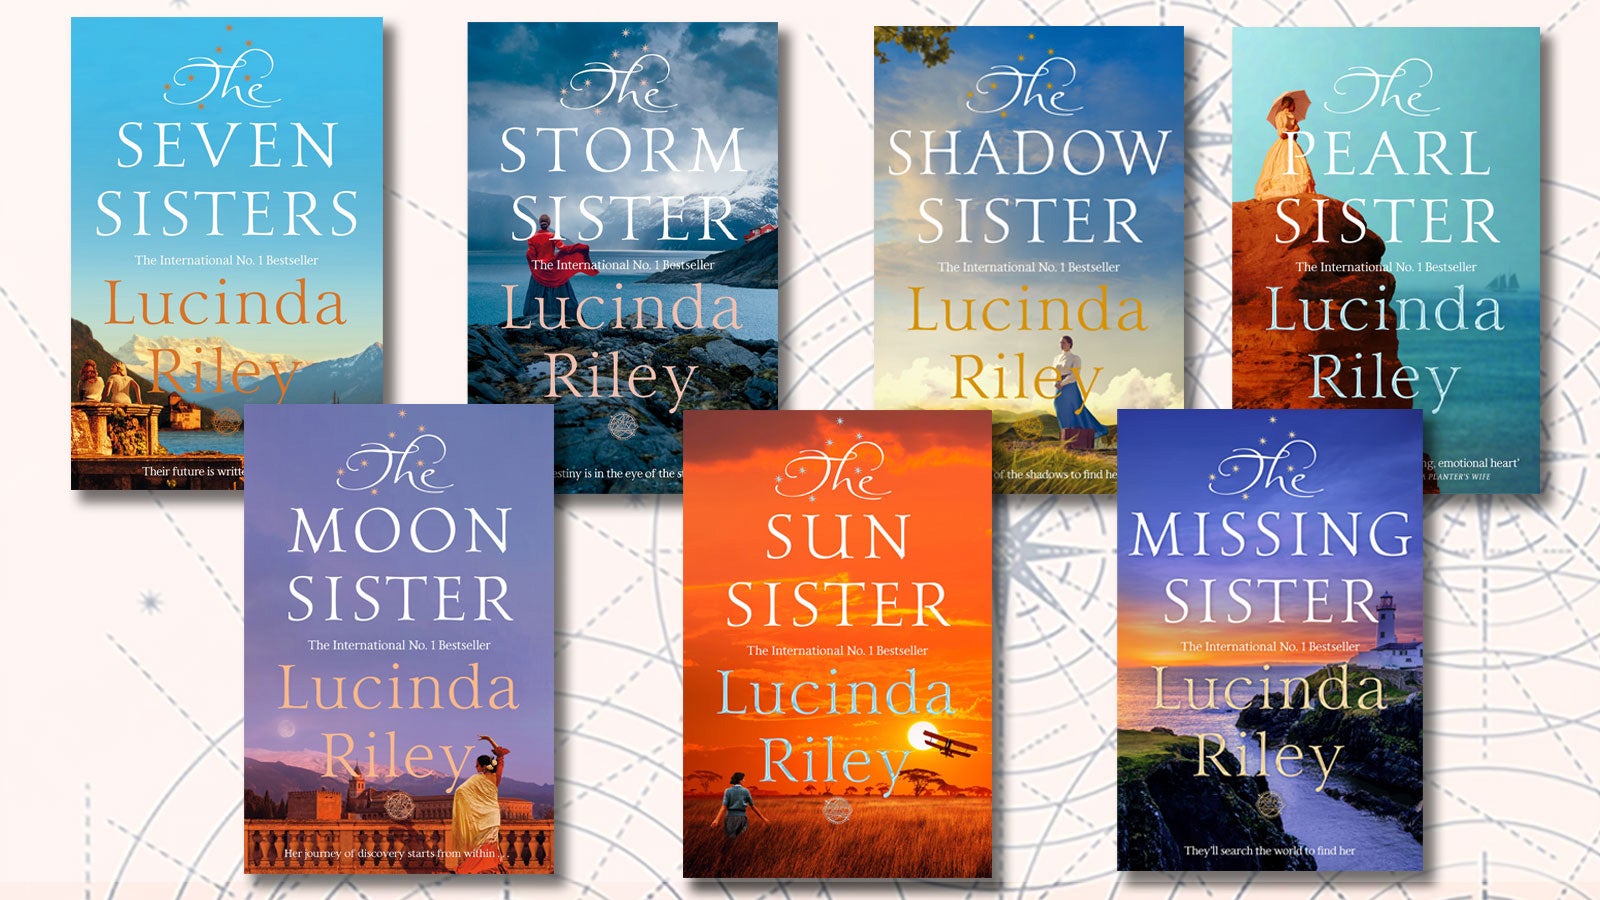 The
SEVEN
SISTERS
The International No. 1 Bestseller
Lucinda
Riley
Their future is
The
STORM
SISTER
The International No. 1 Bestseller
Lucinda
Riley
is in the eye of the
The
SHADOW
SISTER
The International No. 1 Bestseller
Lucinda
Riley
of the shadows to find
The
PEARL
SISTER
The International No. 1 Bestseller
Lucinda
Riley
emotional heart’
PLANTER'S WIFE
The
MOON
SISTER
The International No. 1 Bestseller
Lucinda
Riley
Her journey of discovery starts from within ...
The
SUN
SISTER
The International No. 1 Bestseller
Lucinda
Riley
The
MISSING
SISTER
The International No. 1 Bestseller
Lucinda
Riley
They'll search the world to find her